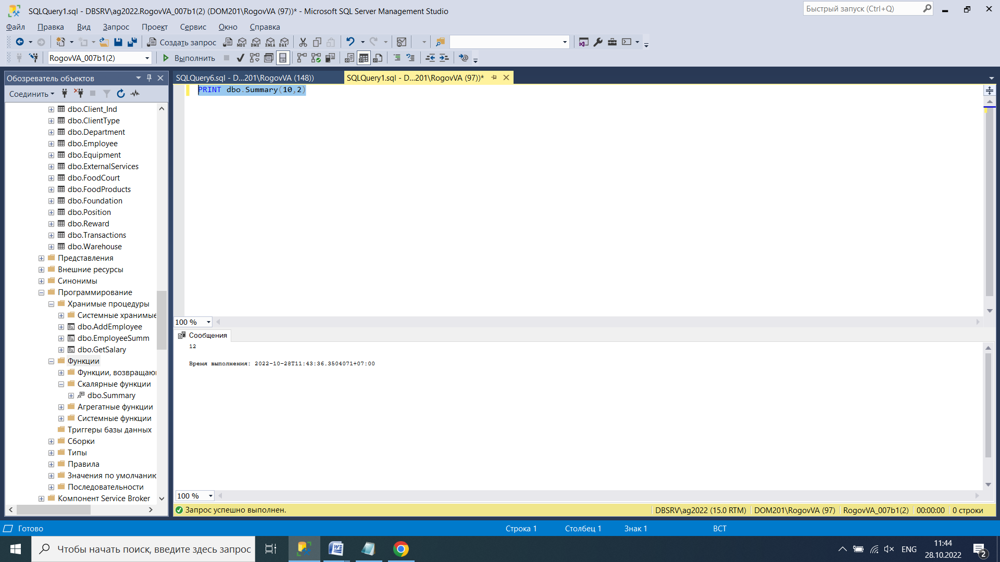 SQLQuery1.sql - DBSRV\ag2022.RogovVA_007b1(2) (DOM201\RogovVA (97))* - Microsoft SQL Server Management Studio
Быстрый запуск (Ctrl+Q)
Файл Правка Вид Запрос Проект Сервис Окно Справка
Создать запрос MDX DMX XMLA DAX
RogovVA_007b1(2) Выполнить
Обозреватель объектов
SQLQuery6.sql - D...201\RogovVA (148))
SQLQuery1.sql - D...201\RogovVA (97))*
Соединить
PRINT dbo.Summary(10,2)
dbo.Client_Ind
dbo.ClientType
dbo.Department
dbo.Employee
dbo.Equipment
dbo.ExternalServices
dbo.FoodCourt
dbo.FoodProducts
dbo.Foundation
dbo.Position
dbo.Reward
dbo.Transactions
dbo.Warehouse
Представления
Внешние ресурсы
Синонимы
Программирование
Хранимые процедуры
Системные хранимые
dbo.AddEmployee
dbo.EmployeeSumm
dbo.GetSalary
Функции
Функции, возвращаю
Скалярные функции
dbo.Summary
Агрегатные функции
Системные функции
Триггеры базы данных
Сборки
Типы
Правила
Значения по умолчанию
Последовательности
Компонент Service Broker
100 %
Сообщения
12
Время выполнения: 2022-10-28T11:43:36.3504071+07:00
100 %
Запрос успешно выполнен.
DBSRV\ag2022 (15.0 RTM) DOM201\RogovVA (97) RogovVA_007b1(2) 00:00:00 0 строки
Готово Строка 1 Столбец 1 Знак 1 ВСТ
Чтобы начать поиск, введите здесь запрос
ENG
11:44
28.10.2022
2